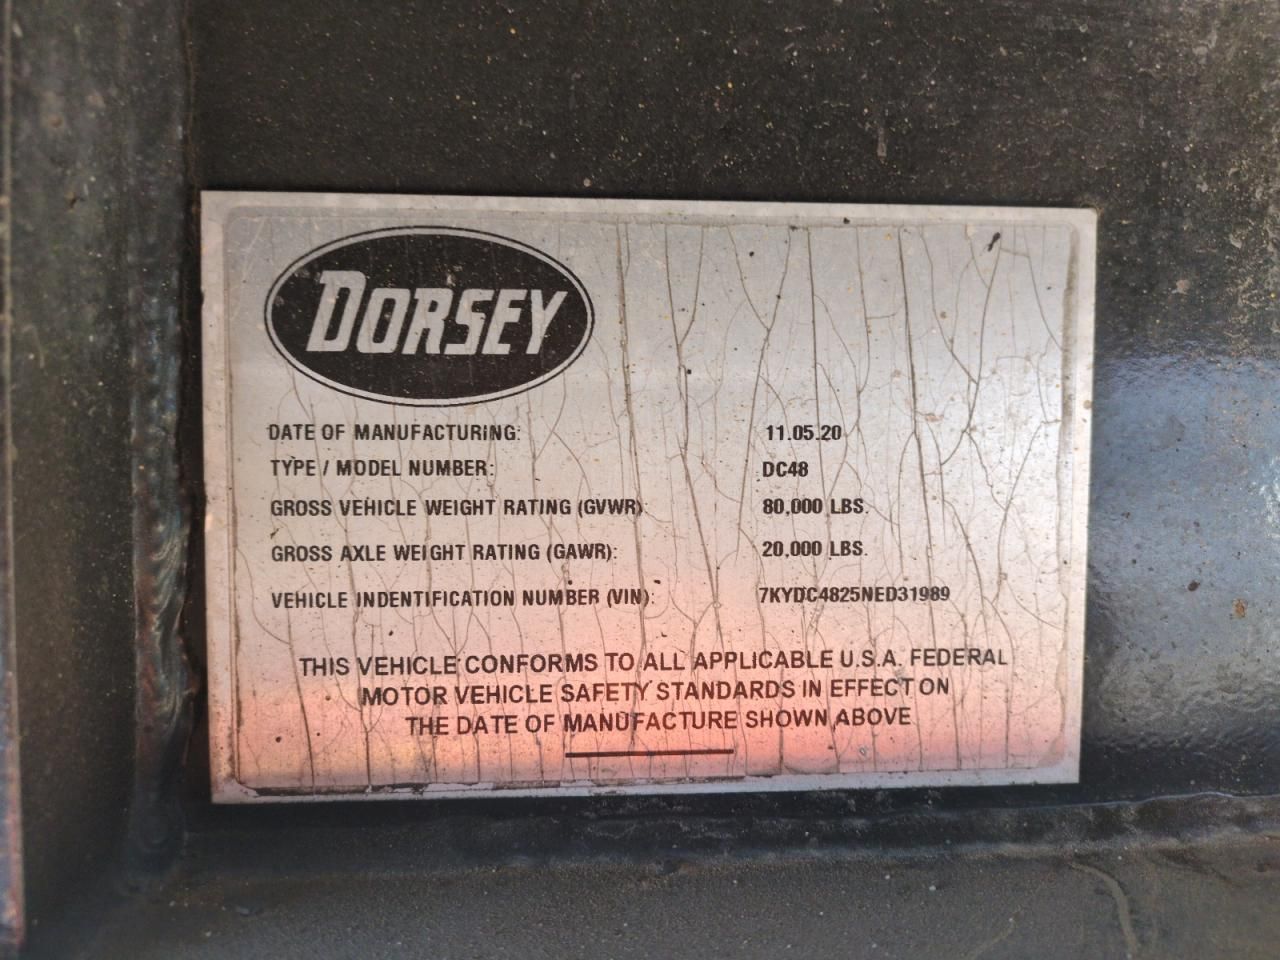 DORSEY
DATE OF MANUFACTURING: 11.05.20
TYPE / MODEL NUMBER: DC48
GROSS VEHICLE WEIGHT RATING (GVWR): 80,000 LBS.
GROSS AXLE WEIGHT RATING (GAWR): 20,000 LBS.
VEHICLE INDENTIFICATION NUMBER (VIN): 7KYDC4825NED31989
THIS VEHICLE CONFORMS TO ALL APPLICABLE U.S.A. FEDERAL
MOTOR VEHICLE SAFETY STANDARDS IN EFFECT ON
THE DATE OF MANUFACTURE SHOWN ABOVE